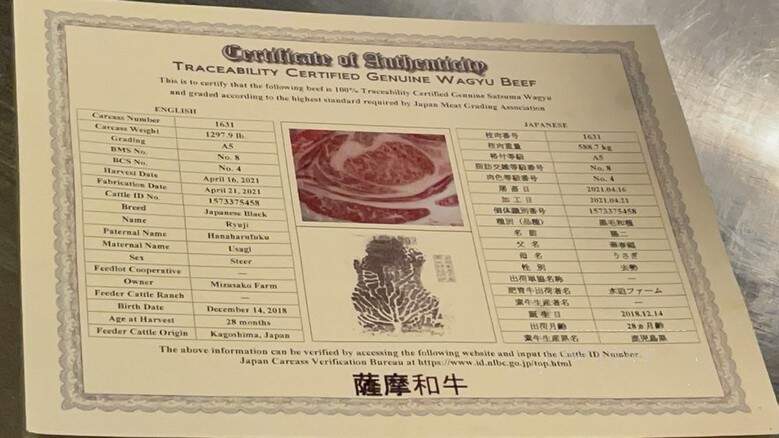 Certificate of Authenticity
TRACEABILITY CERTIFIED GENUINE WAGYU BEEF
This is to certify that the following beef is 100% Traceability Certified Genuine Satsuma Wagyu
and graded according to the highest standard required by Japan Meat Grading Association
ENGLISH
Carcass Number 1631
Carcass Weight 1297.9 lb.
Grading A5
BMS No. No. 8
BCS No. No. 4
Harvest Date April 16, 2021
Fabrication Date April 21, 2021
Cattle ID No. 1573375458
Breed Japanese Black
Name Ryuji
Paternal Name Hanaharufuku
Maternal Name Usagi
Sex Steer
Feedlot Cooperative —
Owner Mizusako Farm
Feeder Cattle Ranch —
Birth Date December 14, 2018
Age at Harvest 28 months
Feeder Cattle Origin Kagoshima, Japan
JAPANESE
枝肉番号 1631
枝肉重量 588.7 kg
格付等級 A5
脂肪交雑等級番号 No. 8
肉色等級番号 No. 4
屠畜日 2021.04.16
加工日 2021.04.21
個体識別番号 1573375458
種別（品種） 黒毛和種
名前
父名 華春福
母名 うさぎ
性別 去勢
出荷単協名称 —
肥育牛出荷者名 水迫ファーム
素牛生産者名 —
誕生日 2018.12.14
出荷月齢 28ヵ月齢
素牛生産県名 鹿児島県
The above information can be verified by accessing the following website and input the Cattle ID Number.
Japan Carcass Verification Bureau at https://www.id.nlbc.go.jp/top.html
薩摩和牛